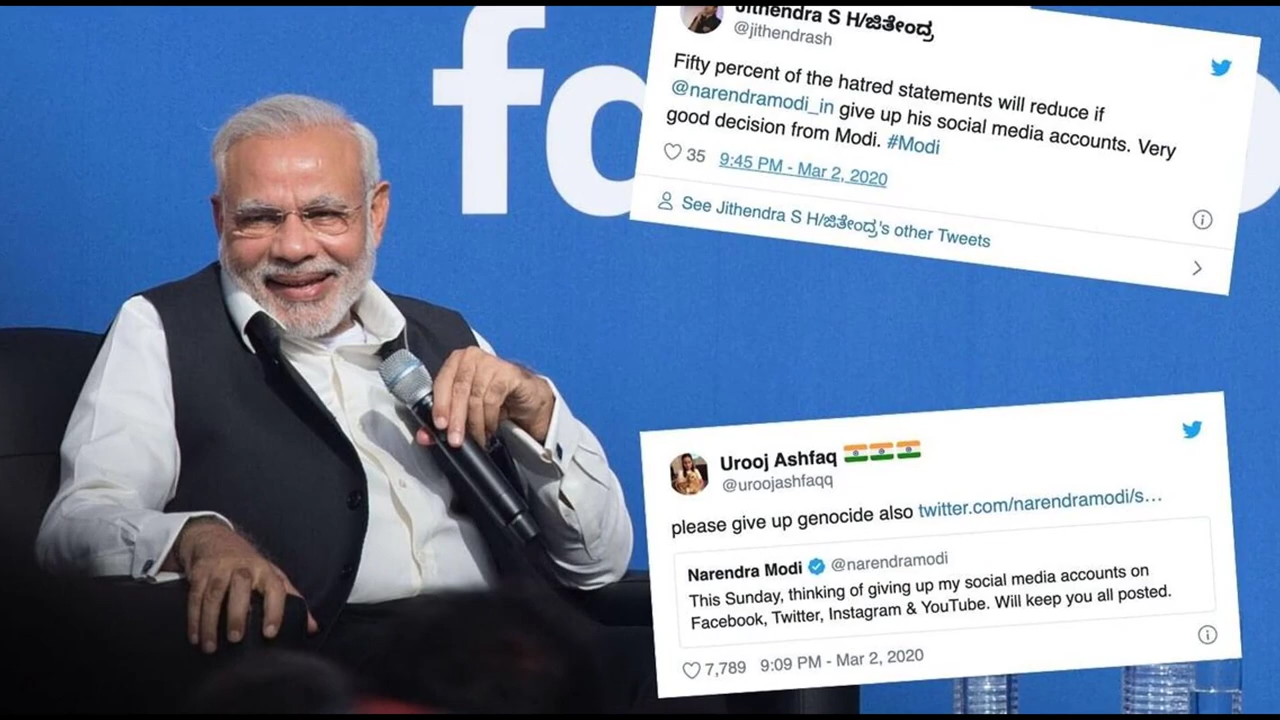 fo
Jithendra S H/ಜಿತೇಂದ್ರ
@jithendrash
Fifty percent of the hatred statements will reduce if
@narendramodi_in give up his social media accounts. Very
good decision from Modi. #Modi
35 9:45 PM - Mar 2, 2020
See Jithendra S H/ಜಿತೇಂದ್ರ's other Tweets
Urooj Ashfaq
@uroojashfaqq
please give up genocide also twitter.com/narendramodi/s…
Narendra Modi @narendramodi
This Sunday, thinking of giving up my social media accounts on
Facebook, Twitter, Instagram & YouTube. Will keep you all posted.
7,789 9:09 PM - Mar 2, 2020